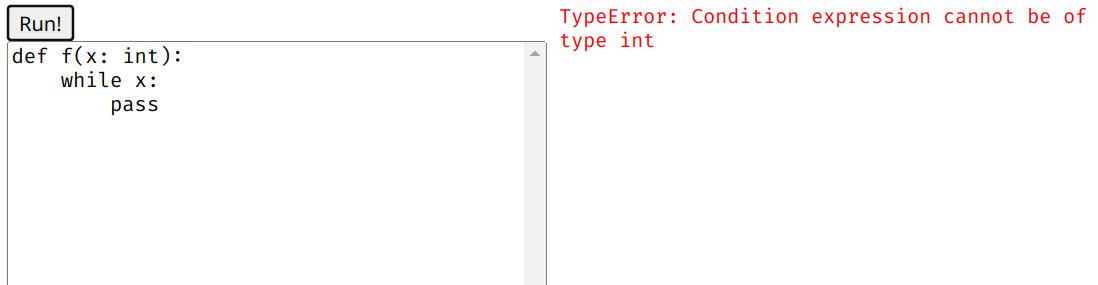 Run!
def f(x: int):
    while x:
        pass
TypeError: Condition expression cannot be of
type int